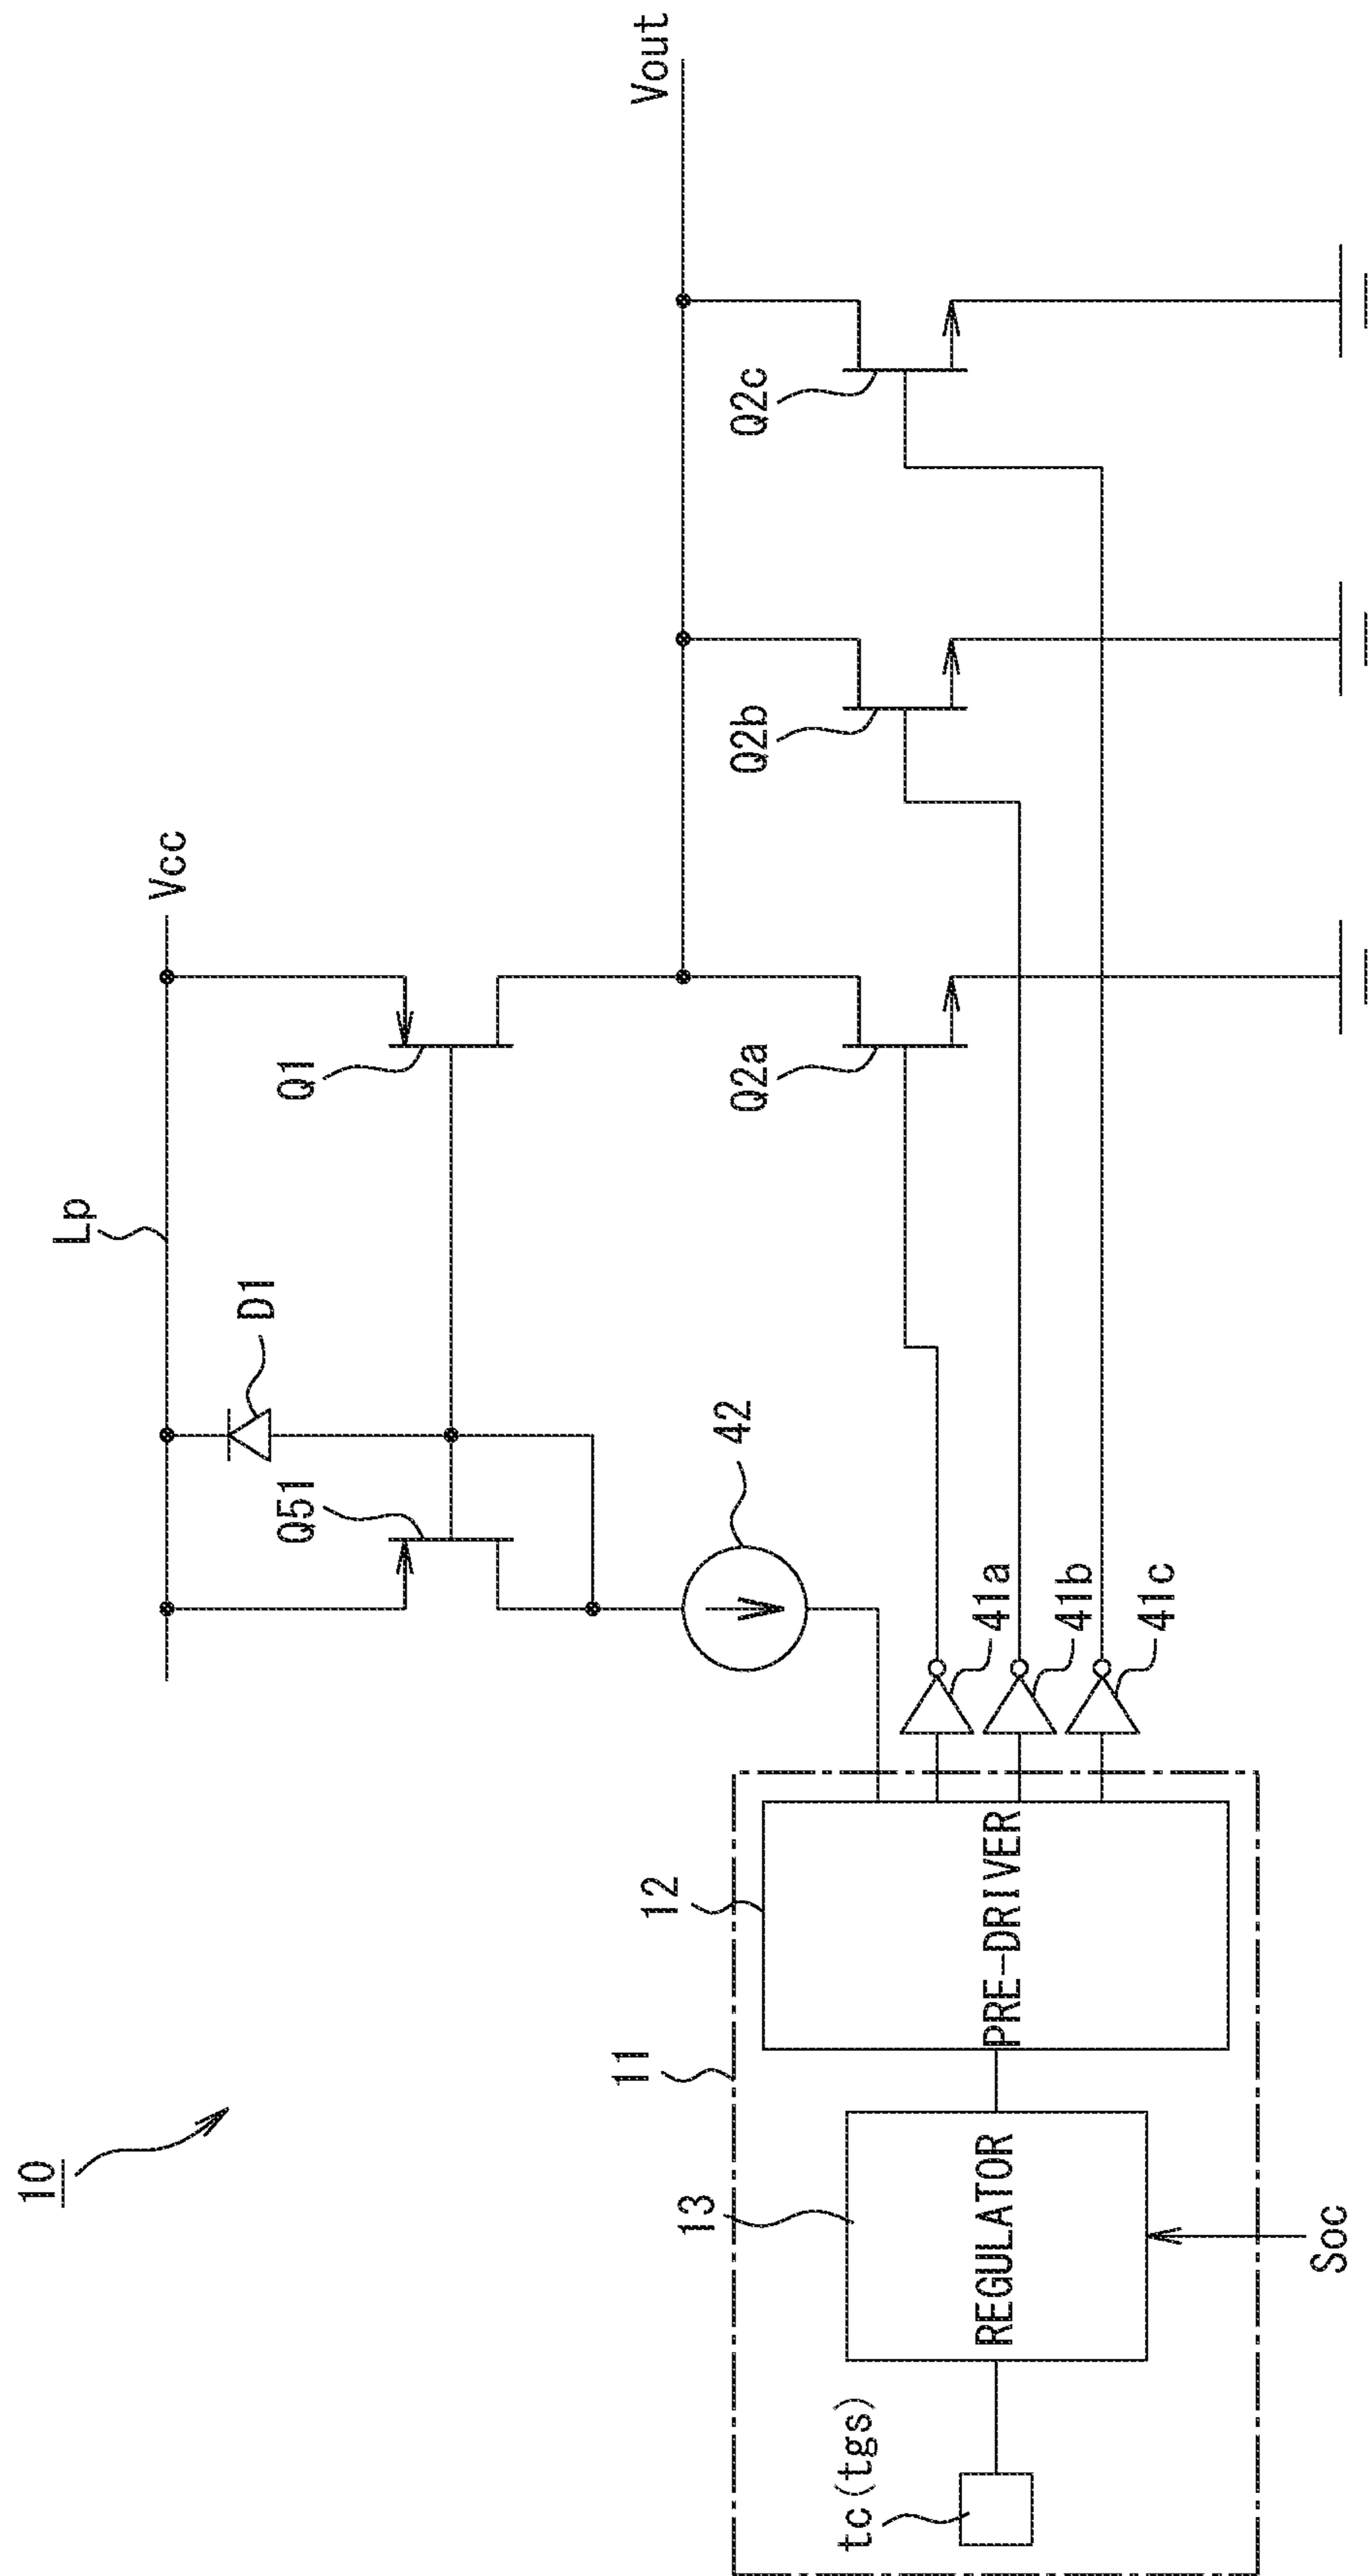 10
Lp
Vcc
D1
Q51
Q1
Vout
42
Q2a
Q2b
Q2c
11
12
13
41a
41b
41c
tc(tgs)
REGULATOR
PRE-DRIVER
Soc